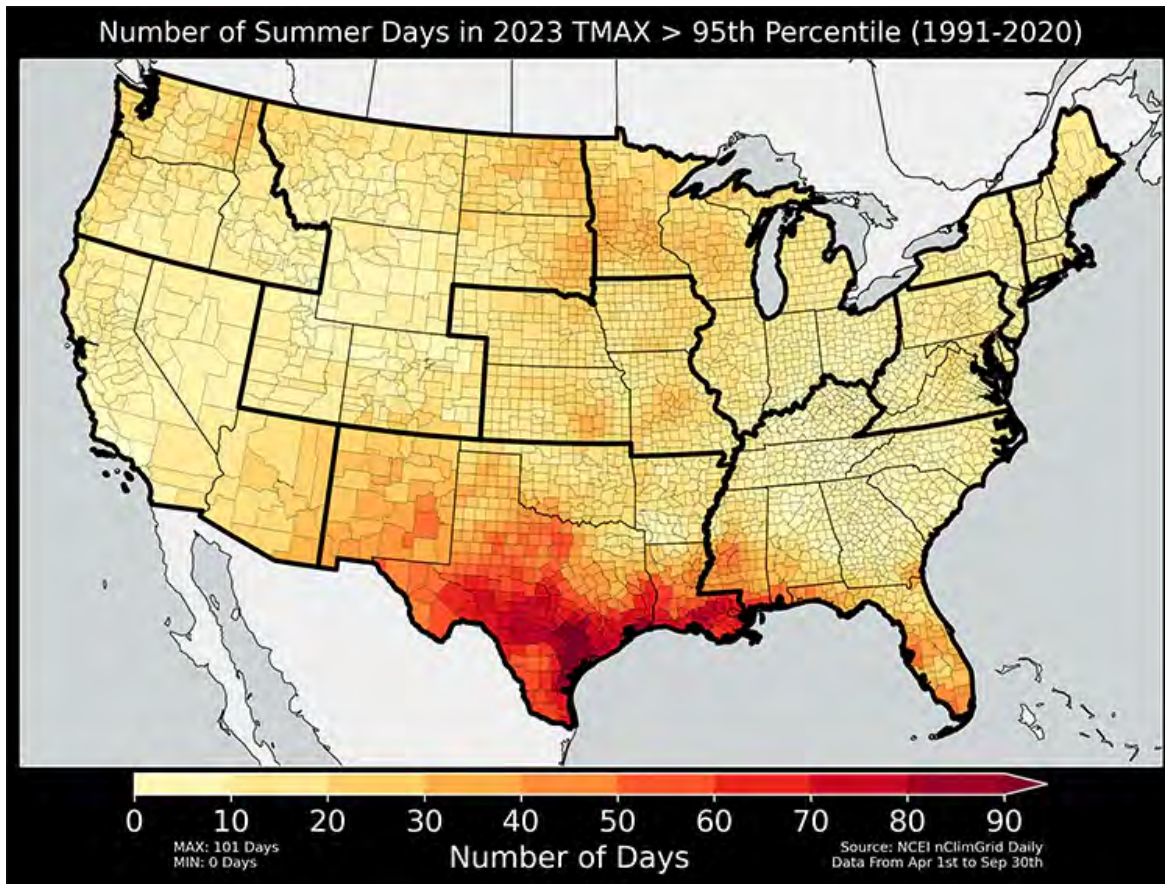 Number of Summer Days in 2023 TMAX > 95th Percentile (1991-2020)
0 10 20 30 40 50 60 70 80 90
MAX: 101 Days
MIN: 0 Days
Number of Days
Source: NCEI nClimGrid Daily
Data From Apr 1st to Sep 30th